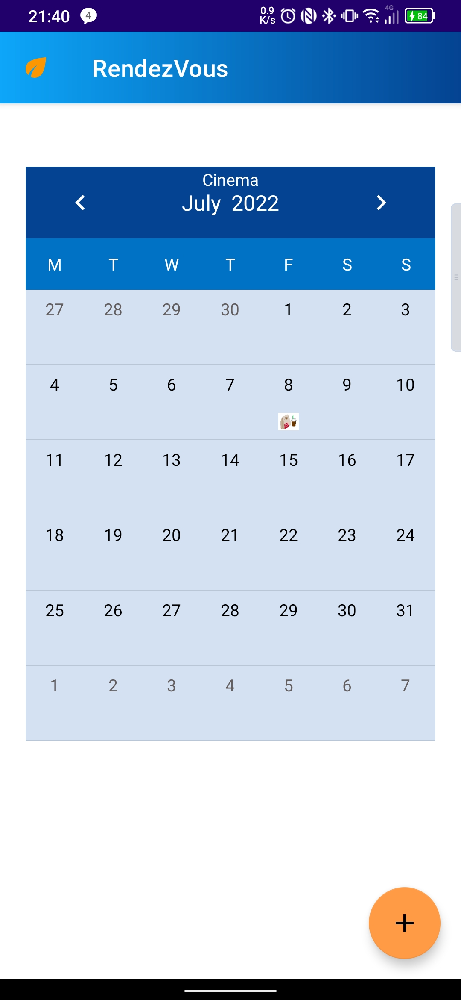 21:40 4 0.9 K/s 4G 84
RendezVous
Cinema
July 2022
M T W T F S S
27 28 29 30 1 2 3
4 5 6 7 8 9 10
11 12 13 14 15 16 17
18 19 20 21 22 23 24
25 26 27 28 29 30 31
1 2 3 4 5 6 7